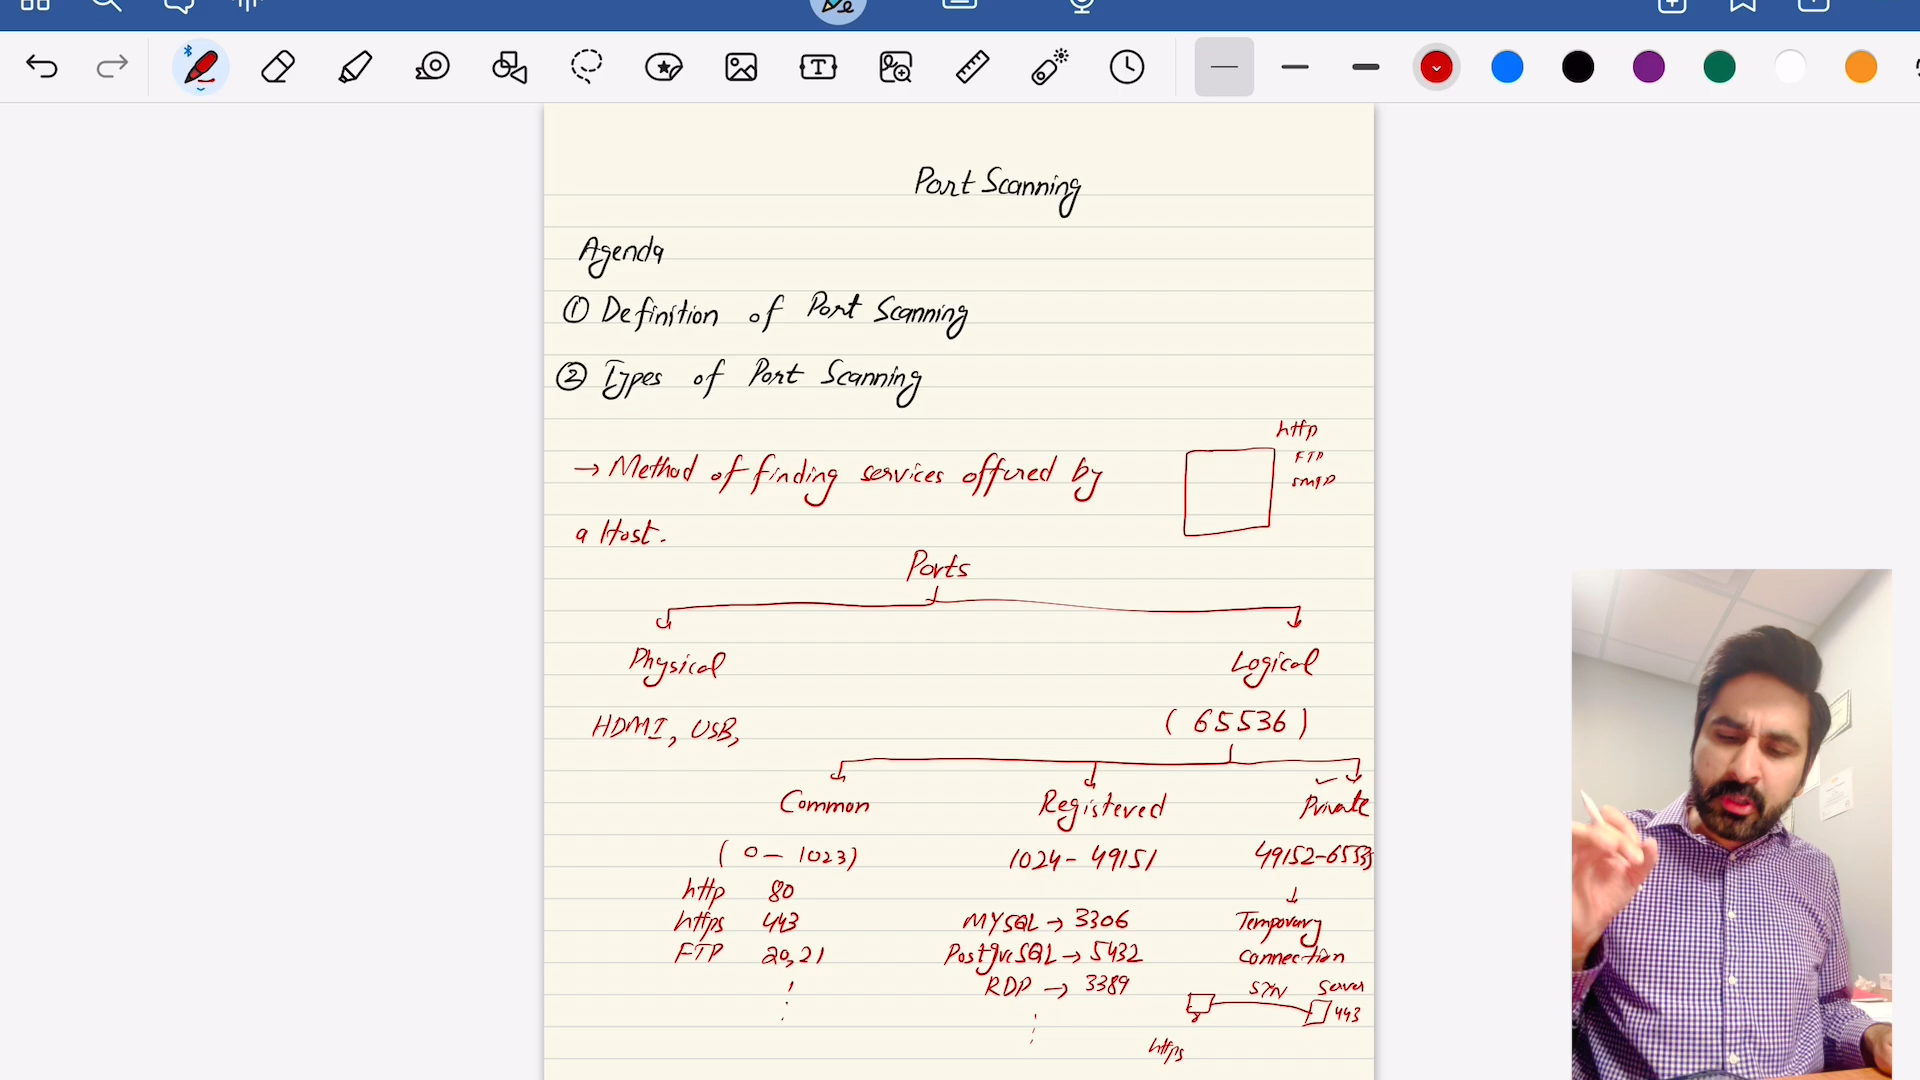 Port Scanning
Agenda
① Definition of Port Scanning
② Types of Port Scanning
http
FTP
SMTP
→ Method of finding services offured by
a Host.
Ports
Physical
Logical
HDMI, USB,
( 65536 )
Common
Registered
Private
( 0 - 1023)
1024 - 49151
49152-65535
http 80
https 443
FTP 20,21
MYSQL → 3306
PostgreSQL → 5432
RDP → 3389
Temporary
connection
SYN
Server
443
https